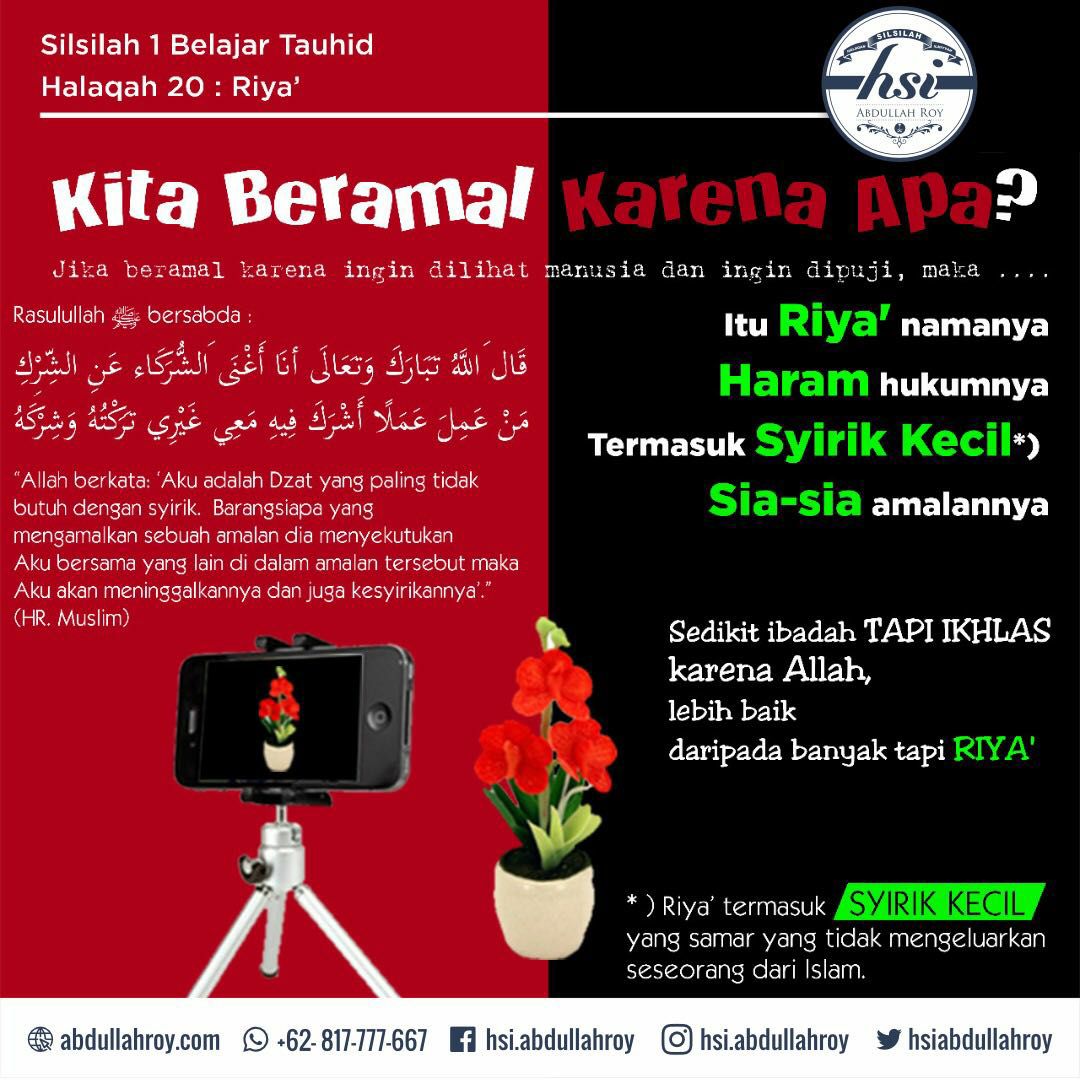 Silsilah 1 Belajar Tauhid
Halaqah 20 : Riya'
SILSILAH
hsi
ABDULLAH ROY
Kita Beramal Karena Apa?
Jika beramal karena ingin dilihat manusia dan ingin dipuji, maka ....
Rasulullah ﷺ bersabda :
قَالَ اللَّهُ تَبَارَكَ وَتَعَالَى أَنَا أَغْنَى الشُّرَكَاء عَنِ الشِّرْكِ
مَنْ عَمِلَ عَمَلًا أَشْرَكَ فِيهِ مَعِي غَيْرِي تَرَكْتُهُ وَشِرْكَهُ
"Allah berkata: 'Aku adalah Dzat yang paling tidak
butuh dengan syirik. Barangsiapa yang
mengamalkan sebuah amalan dia menyekutukan
Aku bersama yang lain di dalam amalan tersebut maka
Aku akan meninggalkannya dan juga kesyirikannya'."
(HR. Muslim)
Itu Riya' namanya
Haram hukumnya
Termasuk Syirik Kecil*)
Sia-sia amalannya
Sedikit ibadah TAPI IKHLAS
karena Allah,
lebih baik
daripada banyak tapi RIYA'
* ) Riya' termasuk SYIRIK KECIL
yang samar yang tidak mengeluarkan
seseorang dari Islam.
abdullahroy.com +62-817-777-667 hsi.abdullahroy hsi.abdullahroy hsiabdullahroy